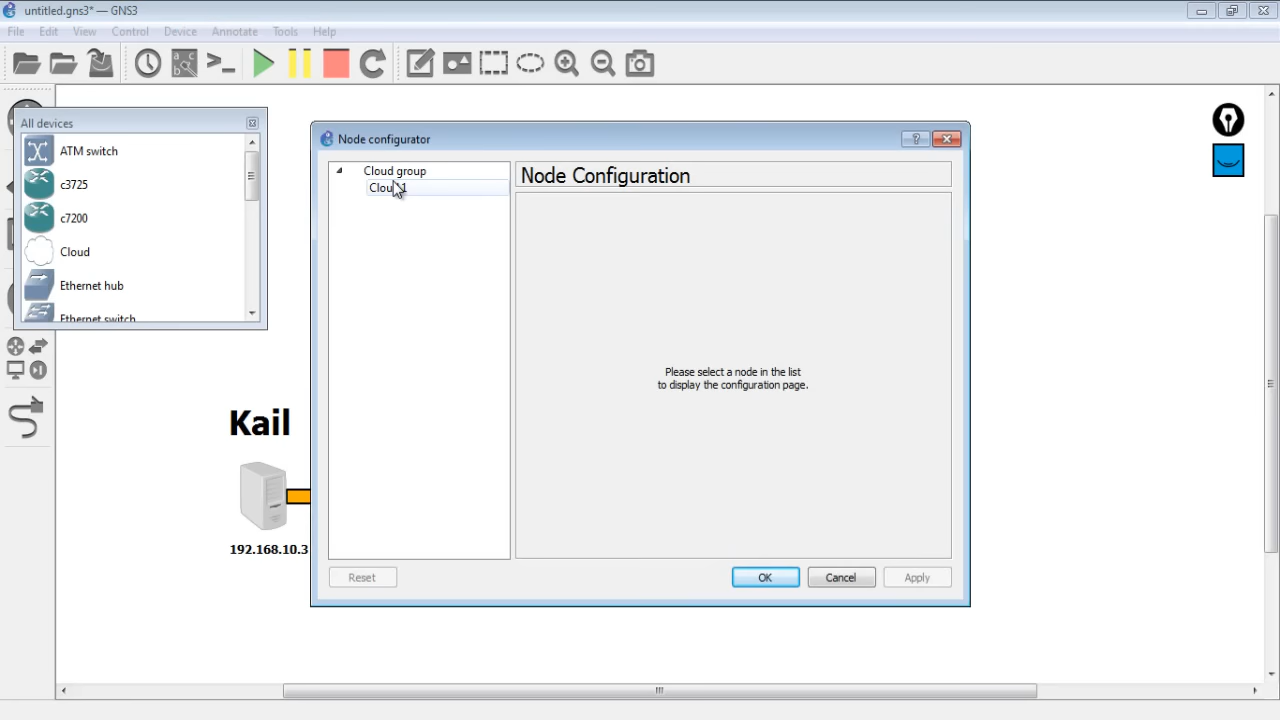 untitled.gns3* — GNS3
File Edit View Control Device Annotate Tools Help
All devices
ATM switch
c3725
c7200
Cloud
Ethernet hub
Ethernet switch
Node configurator
Cloud group
Node Configuration
Please select a node in the list
to display the configuration page.
Reset
OK
Cancel
Apply
Kail
192.168.10.3